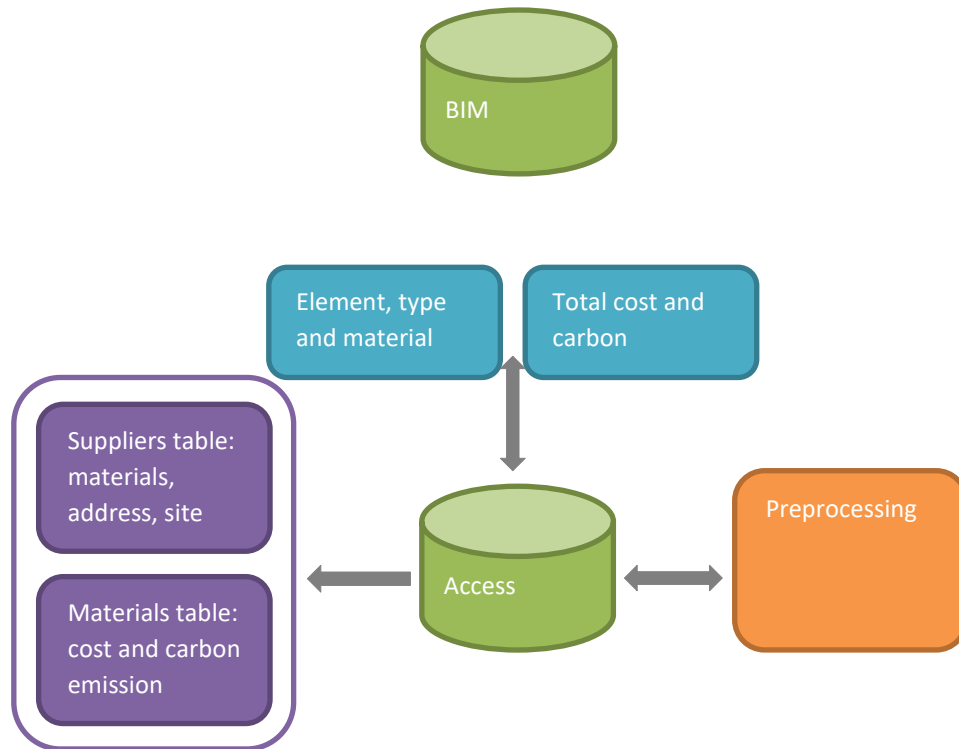 BIM
Element, type
and material
Total cost and
carbon
Suppliers table:
materials,
address, site
Materials table:
cost and carbon
emission
Access
Preprocessing